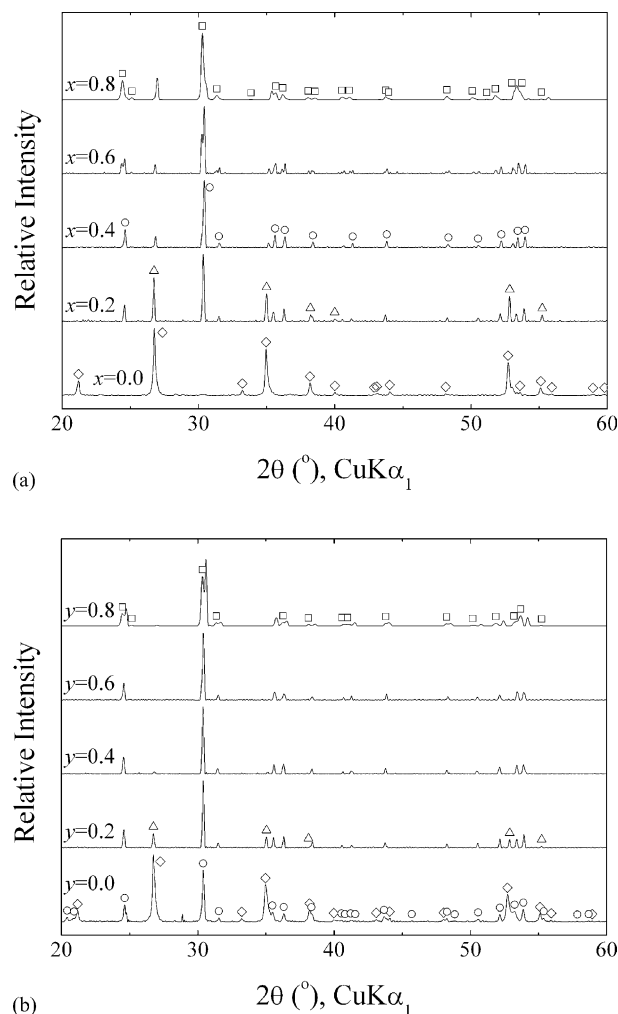 Relative Intensity
x=0.8
x=0.6
x=0.4
x=0.2
x=0.0
20 30 40 50 60
2θ (°), CuKα₁
(a)
Relative Intensity
y=0.8
y=0.6
y=0.4
y=0.2
y=0.0
20 30 40 50 60
2θ (°), CuKα₁
(b)